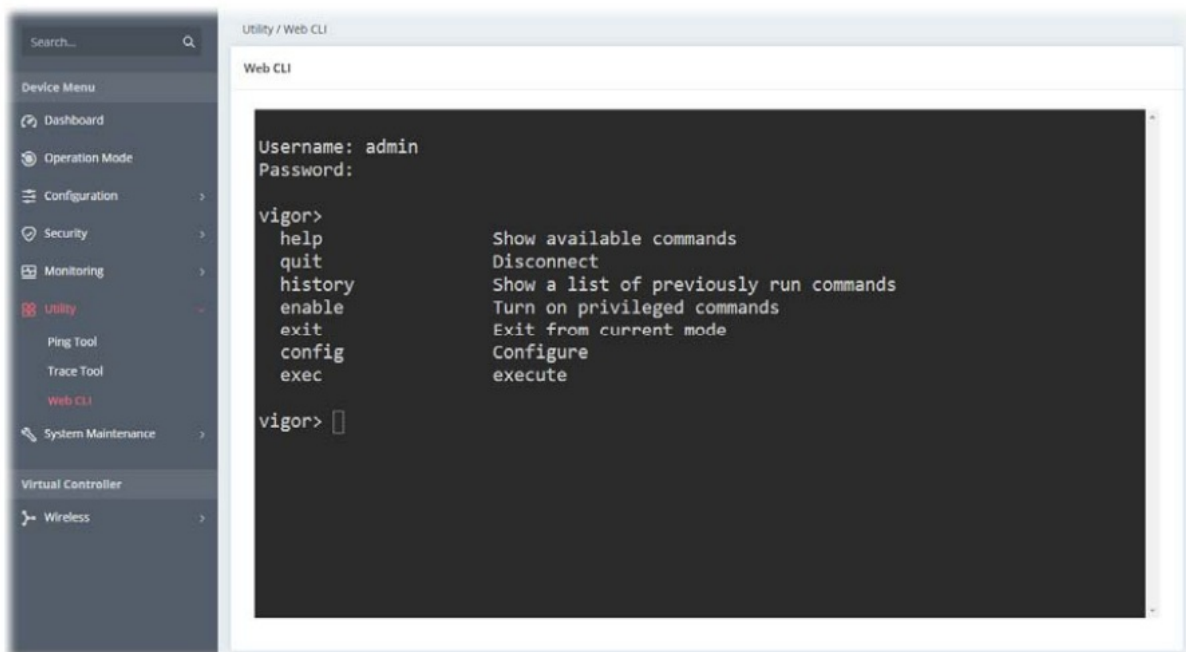 Search...
Device Menu
Dashboard
Operation Mode
Configuration
Security
Monitoring
Utility
Ping Tool
Trace Tool
Web CLI
System Maintenance
Virtual Controller
Wireless
Utility / Web CLI
Web CLI
Username: admin
Password:
vigor>
help Show available commands
quit Disconnect
history Show a list of previously run commands
enable Turn on privileged commands
exit Exit from current mode
config Configure
exec execute
vigor>